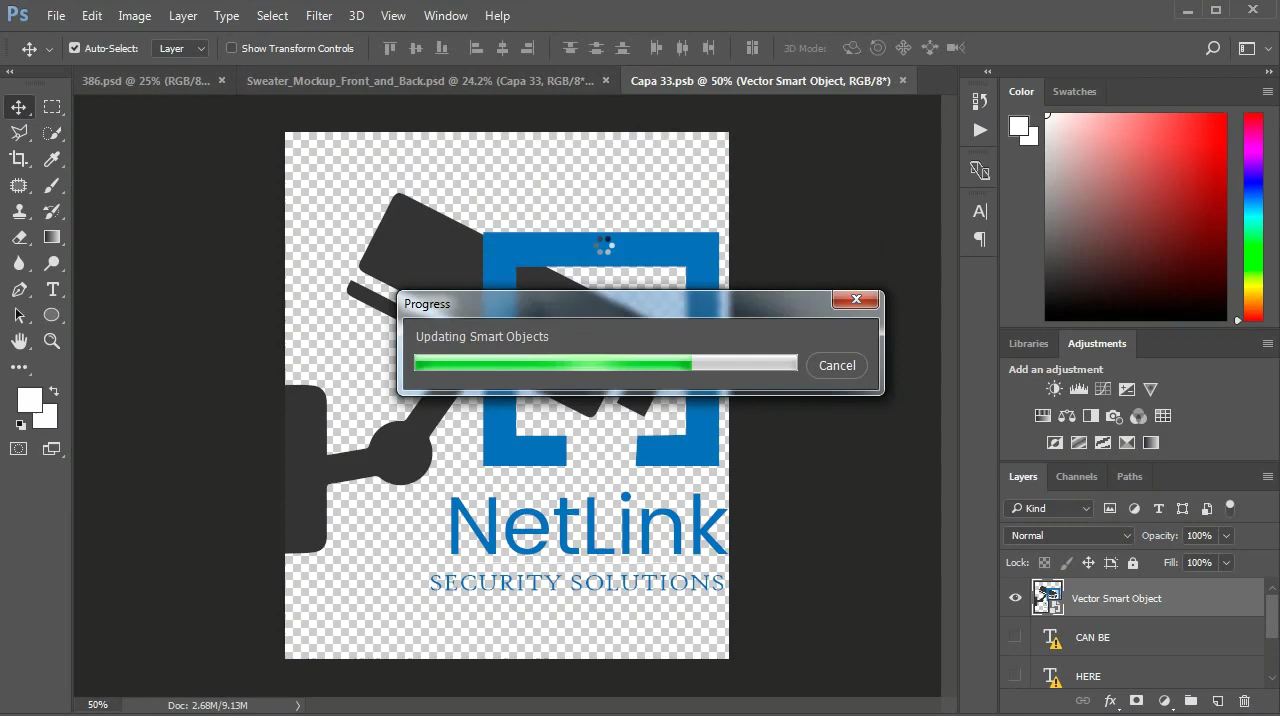 Ps File Edit Image Layer Type Select Filter 3D View Window Help
Auto-Select: Layer Show Transform Controls 3D Mode:
386.psd @ 25% (RGB/8... × Sweater_Mockup_Front_and_Back.psd @ 24.2% (Capa 33, RGB/8*... × Capa 33.psb @ 50% (Vector Smart Object, RGB/8*) ×
Color Swatches
Progress
Updating Smart Objects
Cancel
Libraries Adjustments
Add an adjustment
NetLink
SECURITY SOLUTIONS
Layers Channels Paths
Kind
Normal Opacity: 100%
Lock: Fill: 100%
Vector Smart Object
CAN BE
HERE
50% Doc: 2.68M/9.13M